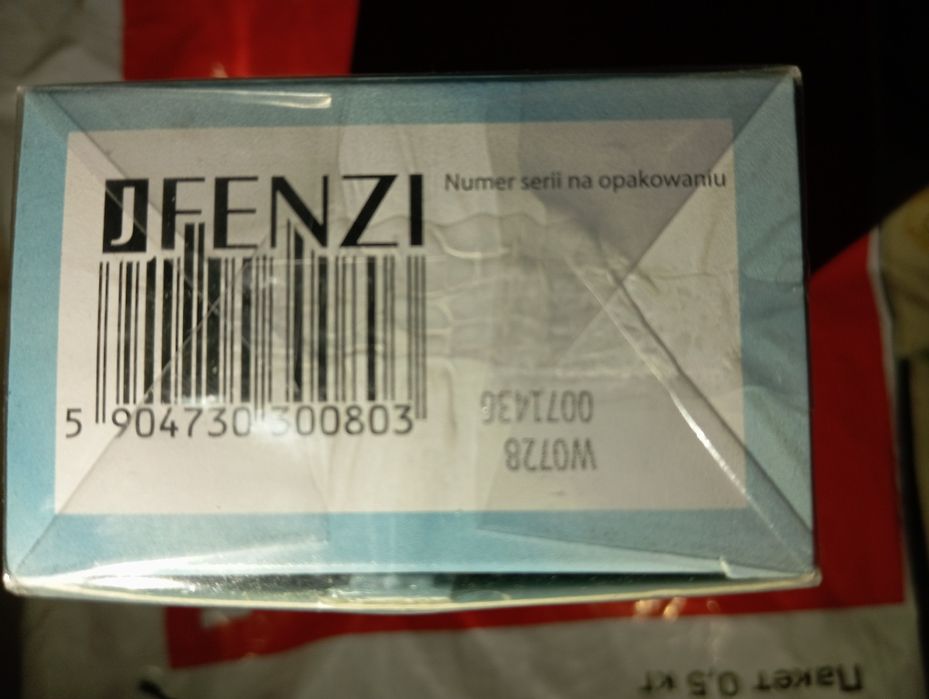 JFENZI
Numer serii na opakowaniu
5 904730 300803
W0728
0071436
Пакет 0,5 кг